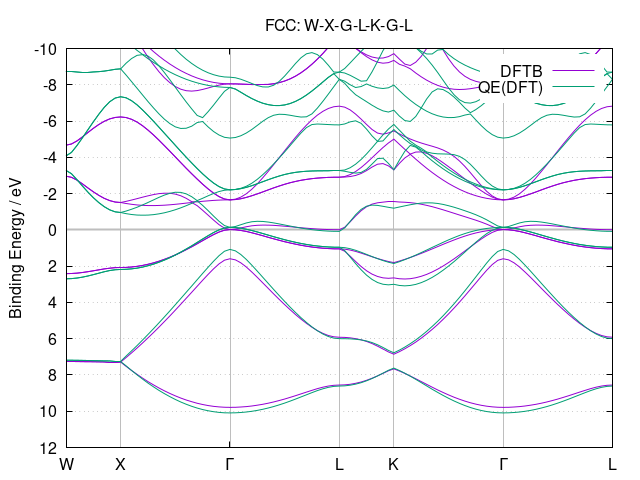 FCC: W-X-G-L-K-G-L
-10
DFTB
-8
QE(DFT)
-6
-4
-2
0
2
4
6
8
10
12
Binding Energy / eV
W X Γ L K Γ L